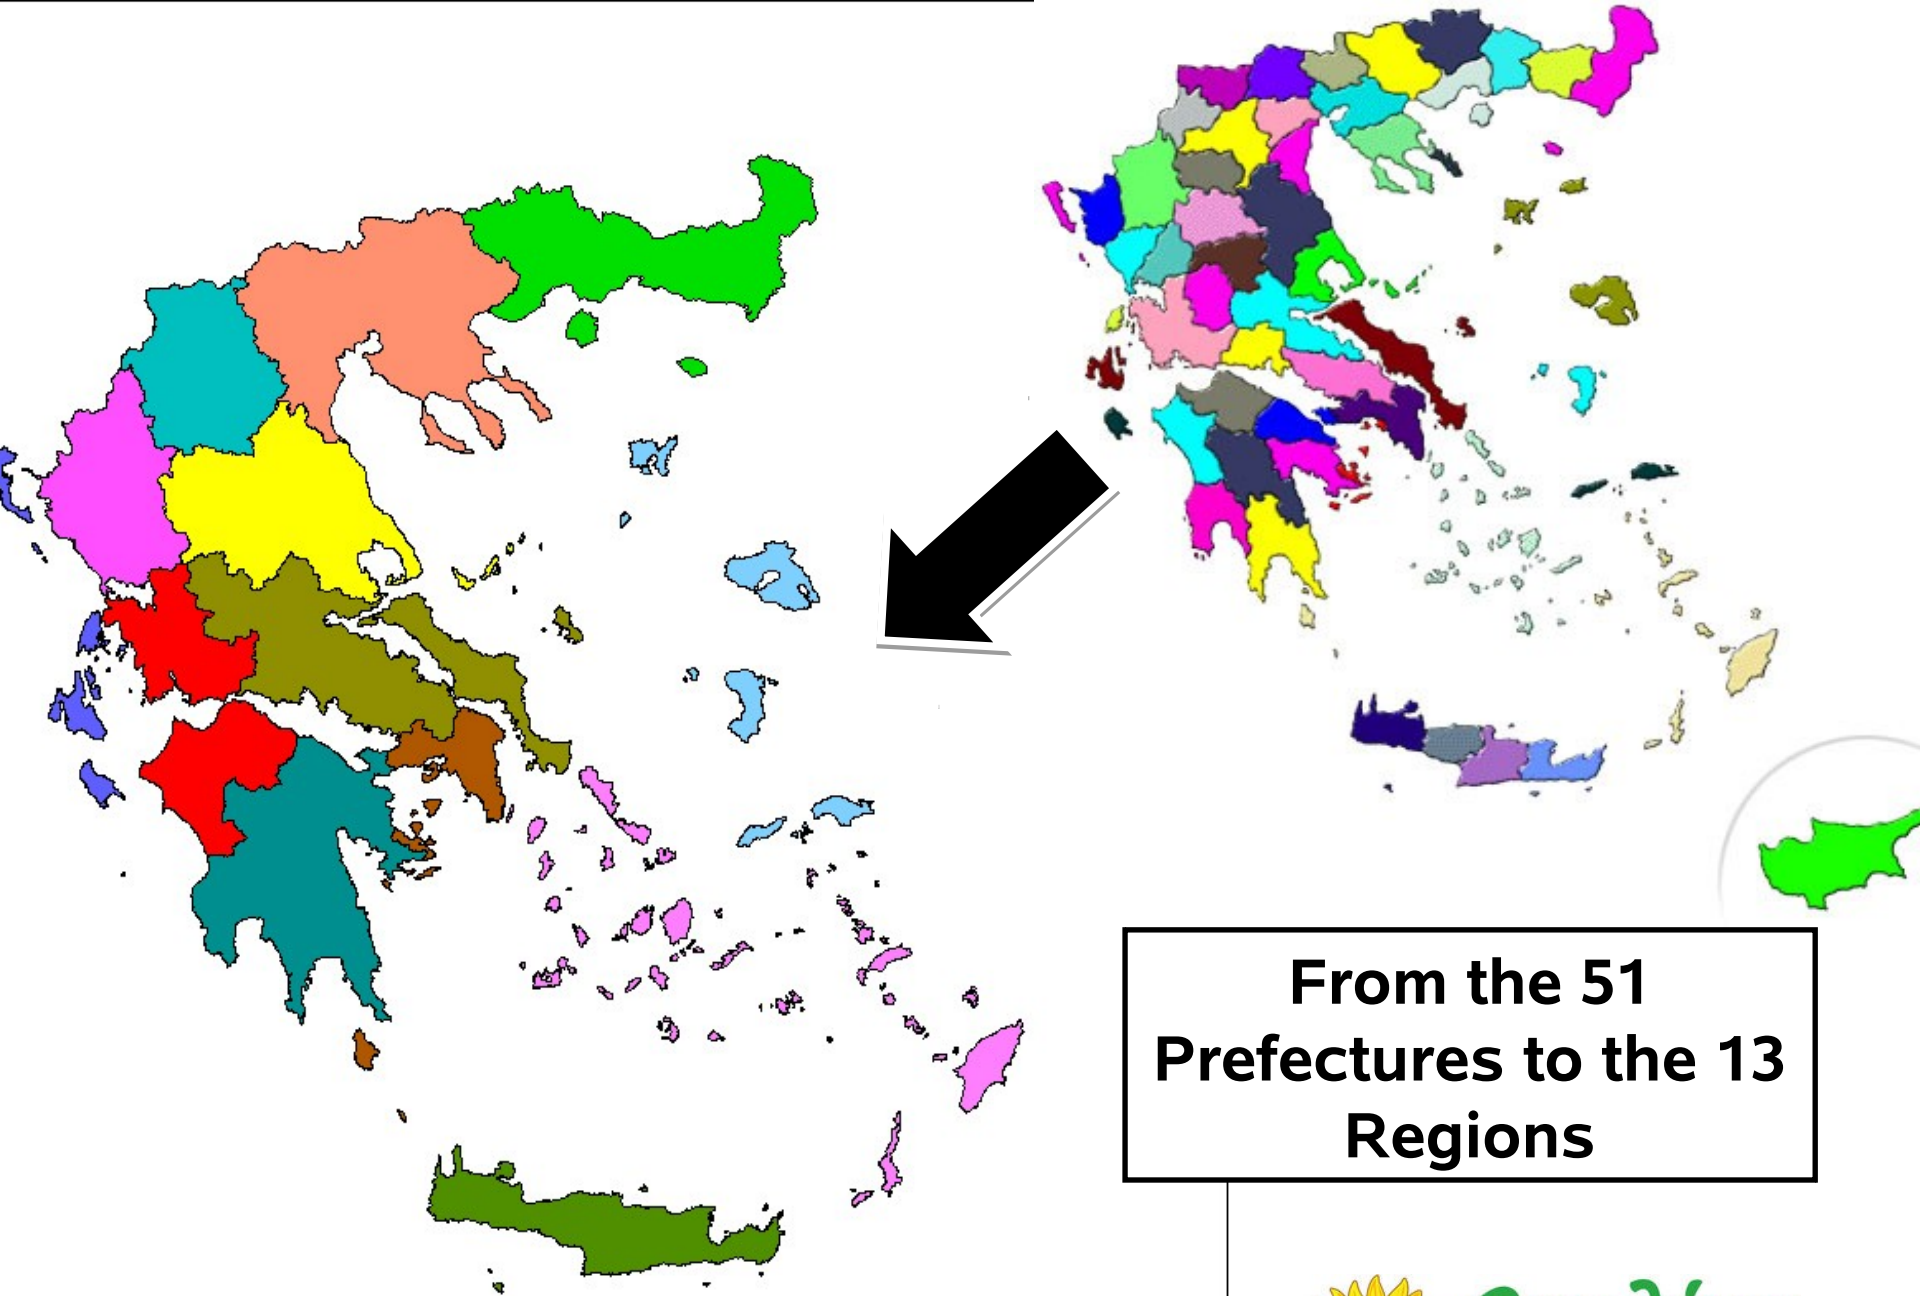 From the 51
Prefectures to the 13
Regions